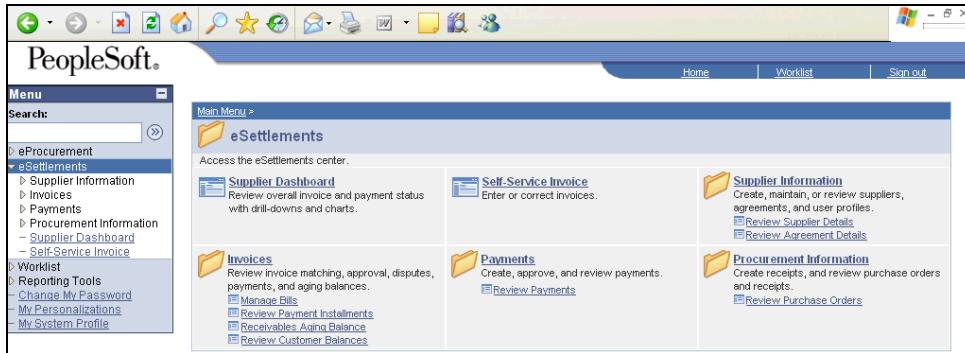 PeopleSoft.
Home
Worklist
Sign out
Menu
Search:
eProcurement
eSettlements
Supplier Information
Invoices
Payments
Procurement Information
Supplier Dashboard
Self-Service Invoice
Worklist
Reporting Tools
Change My Password
My Personalizations
My System Profile
Main Menu >
eSettlements
Access the eSettlements center.
Supplier Dashboard
Review overall invoice and payment status
with drill-downs and charts.
Self-Service Invoice
Enter or correct invoices.
Supplier Information
Create, maintain, or review suppliers,
agreements, and user profiles.
Review Supplier Details
Review Agreement Details
Invoices
Review invoice matching, approval, disputes,
payments, and aging balances.
Manage Bills
Review Payment Installments
Receivables Aging Balance
Review Customer Balances
Payments
Create, approve, and review payments.
Review Payments
Procurement Information
Create receipts, and review purchase orders
and receipts.
Review Purchase Orders